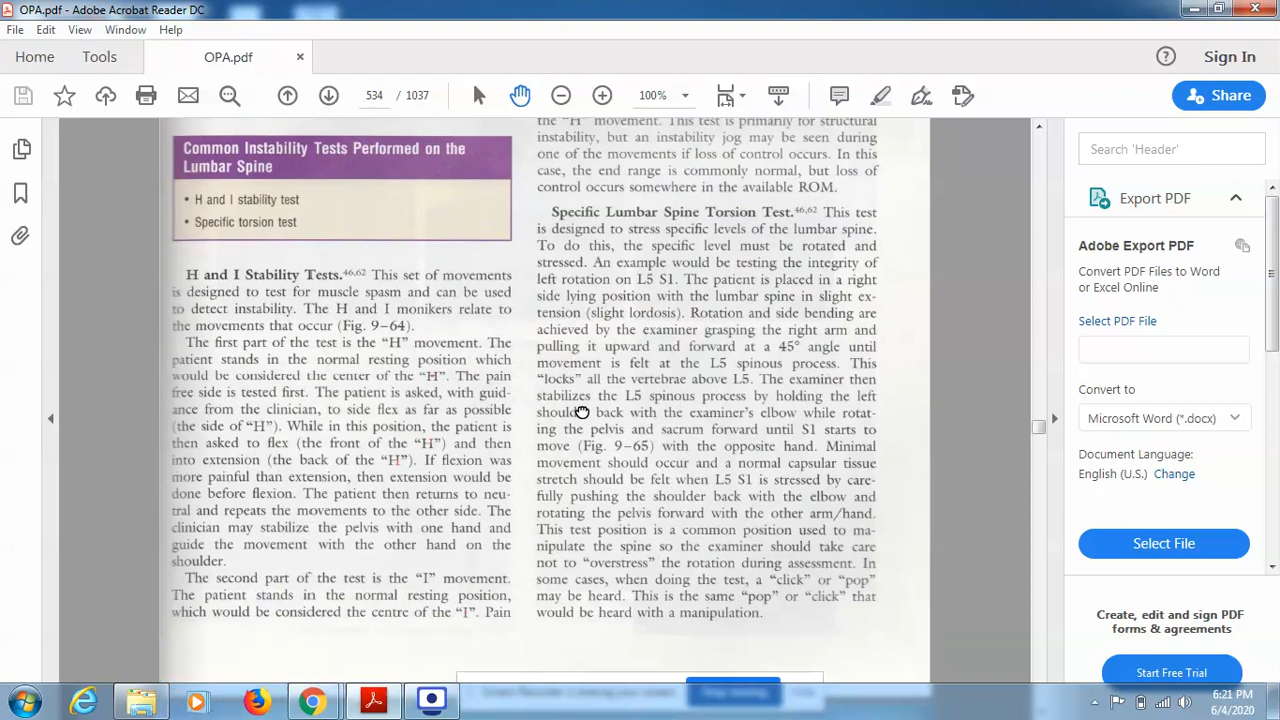 OPA.pdf - Adobe Acrobat Reader DC
File Edit View Window Help
Home Tools OPA.pdf × Sign In
534 / 1037 100% Share
Common Instability Tests Performed on the
Lumbar Spine
• H and I stability test
• Specific torsion test
H and I Stability Tests.46,62 This set of movements
is designed to test for muscle spasm and can be used
to detect instability. The H and I monikers relate to
the movements that occur (Fig. 9–64).
The first part of the test is the “H” movement. The
patient stands in the normal resting position which
would be considered the center of the “H”. The pain
free side is tested first. The patient is asked, with guid-
ance from the clinician, to side flex as far as possible
(the side of “H”). While in this position, the patient is
then asked to flex (the front of the “H”) and then
into extension (the back of the “H”). If flexion was
more painful than extension, then extension would be
done before flexion. The patient then returns to neu-
tral and repeats the movements to the other side. The
clinician may stabilize the pelvis with one hand and
guide the movement with the other hand on the
shoulder.
The second part of the test is the “I” movement.
The patient stands in the normal resting position,
which would be considered the centre of the “I”. Pain
the “H” movement. This test is primarily for structural
instability, but an instability jog may be seen during
one of the movements if loss of control occurs. In this
case, the end range is commonly normal, but loss of
control occurs somewhere in the available ROM.
Specific Lumbar Spine Torsion Test.46,62 This test
is designed to stress specific levels of the lumbar spine.
To do this, the specific level must be rotated and
stressed. An example would be testing the integrity of
left rotation on L5 S1. The patient is placed in a right
side lying position with the lumbar spine in slight ex-
tension (slight lordosis). Rotation and side bending are
achieved by the examiner grasping the right arm and
pulling it upward and forward at a 45° angle until
movement is felt at the L5 spinous process. This
“locks” all the vertebrae above L5. The examiner then
stabilizes the L5 spinous process by holding the left
shoulder back with the examiner’s elbow while rotat-
ing the pelvis and sacrum forward until S1 starts to
move (Fig. 9–65) with the opposite hand. Minimal
movement should occur and a normal capsular tissue
stretch should be felt when L5 S1 is stressed by care-
fully pushing the shoulder back with the elbow and
rotating the pelvis forward with the other arm/hand.
This test position is a common position used to ma-
nipulate the spine so the examiner should take care
not to “overstress” the rotation during assessment. In
some cases, when doing the test, a “click” or “pop”
may be heard. This is the same “pop” or “click” that
would be heard with a manipulation.
Search 'Header'
Export PDF
Adobe Export PDF
Convert PDF Files to Word
or Excel Online
Select PDF File
Convert to
Microsoft Word (*.docx)
Document Language:
English (U.S.) Change
Select File
Create, edit and sign PDF
forms & agreements
Start Free Trial
6:21 PM
6/4/2020